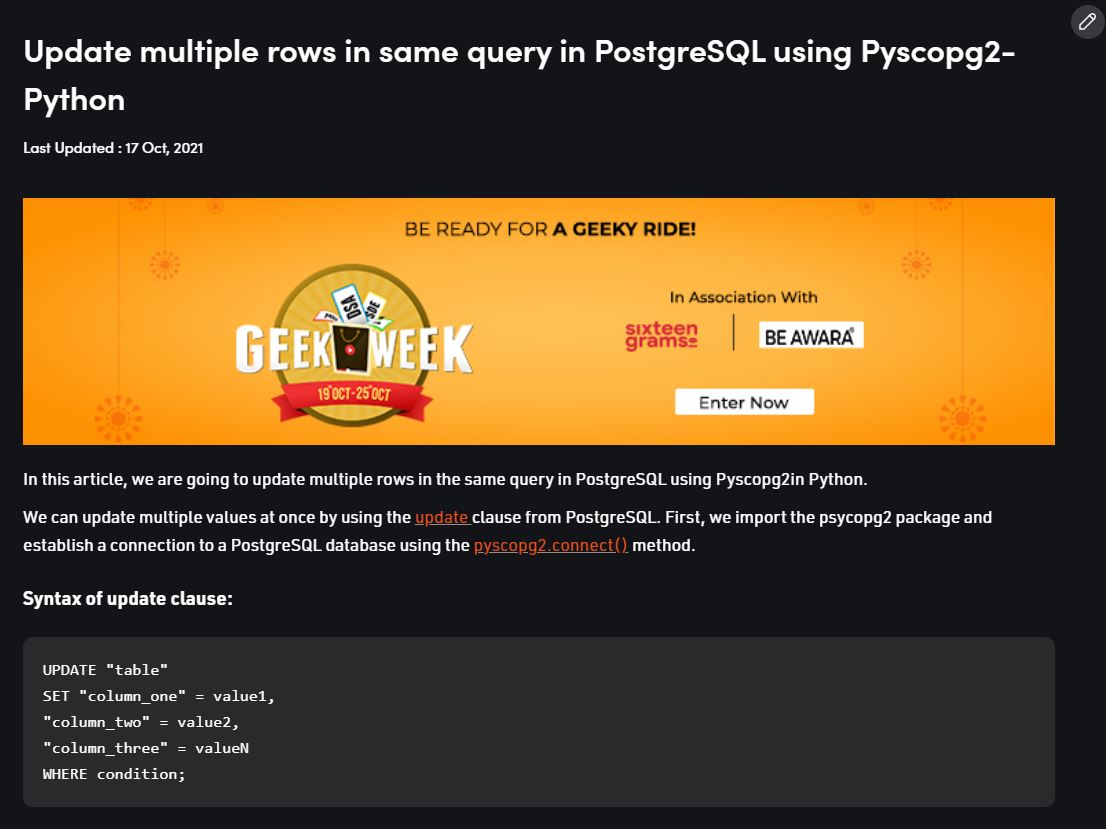 Update multiple rows in same query in PostgreSQL using Pyscopg2-
Python
Last Updated : 17 Oct, 2021
BE READY FOR A GEEKY RIDE!
DSA
SDE
GEEK WEEK
19th OCT-25th OCT
In Association With
sixteen
grams
BE AWARA
Enter Now
In this article, we are going to update multiple rows in the same query in PostgreSQL using Pyscopg2in Python.
We can update multiple values at once by using the update clause from PostgreSQL. First, we import the psycopg2 package and
establish a connection to a PostgreSQL database using the pyscopg2.connect() method.
Syntax of update clause:
UPDATE "table"
SET "column_one" = value1,
"column_two" = value2,
"column_three" = valueN
WHERE condition;